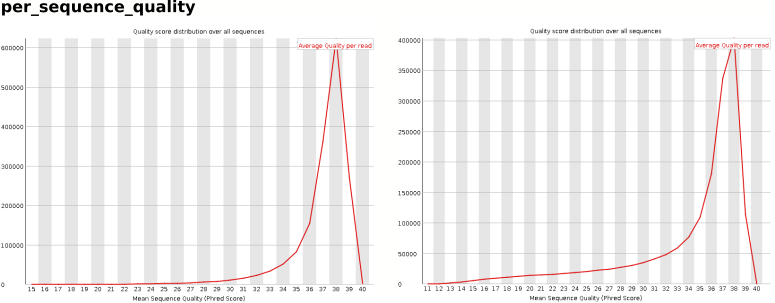 per_sequence_quality
Quality score distribution over all sequences
Average Quality per read
600000
500000
400000
300000
200000
100000
0
15 16 17 18 19 20 21 22 23 24 25 26 27 28 29 30 31 32 33 34 35 36 37 38 39 40
Mean Sequence Quality (Phred Score)
Quality score distribution over all sequences
Average Quality per read
400000
350000
300000
250000
200000
150000
100000
50000
0
11 12 13 14 15 16 17 18 19 20 21 22 23 24 25 26 27 28 29 30 31 32 33 34 35 36 37 38 39 40
Mean Sequence Quality (Phred Score)